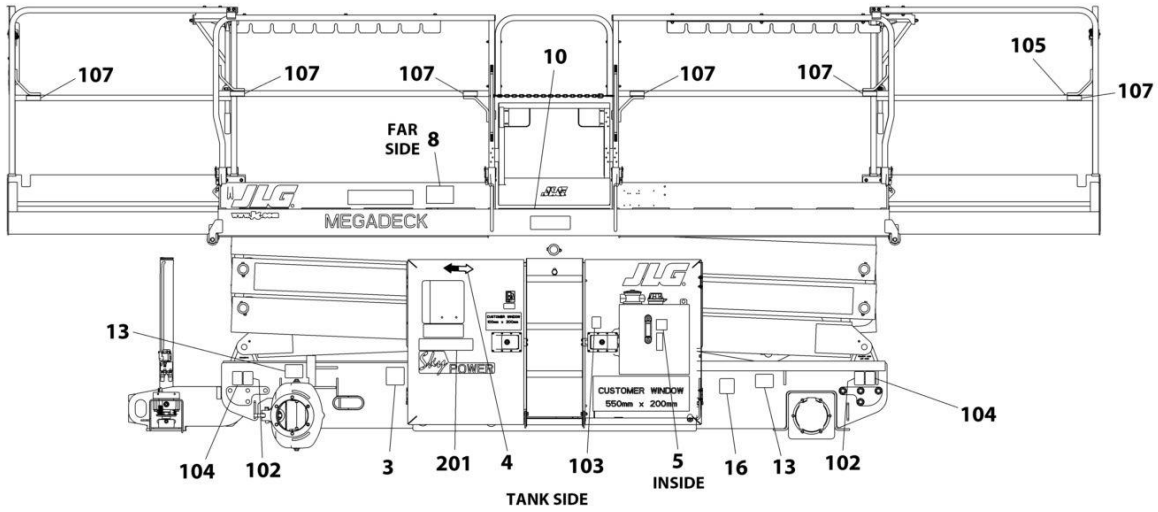 107
107
107
10
107
107
105
107
FAR
SIDE
8
JLG
MEGADECK
JLG
JLG
CUSTOMER WINDOW
Sky
POWER
CUSTOMER WINDOW
550mm x 200mm
13
104
102
3
201
4
103
5
INSIDE
16
13
102
104
TANK SIDE